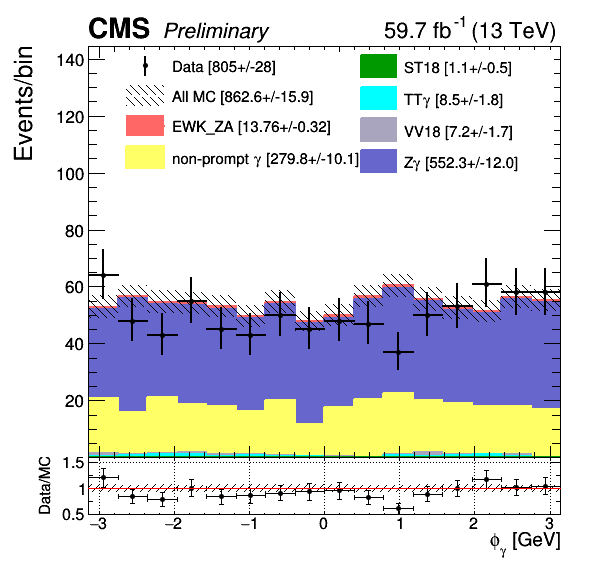 CMS Preliminary 59.7 fb⁻¹ (13 TeV)
Events/bin
Data [805+/-28]
All MC [862.6+/-15.9]
EWK_ZA [13.76+/-0.32]
non-prompt γ [279.8+/-10.1]
ST18 [1.1+/-0.5]
TTγ [8.5+/-1.8]
VV18 [7.2+/-1.7]
Zγ [552.3+/-12.0]
140
120
100
80
60
40
20
Data/MC
1.5
1
0.5
−3 −2 −1 0 1 2 3
ϕγ [GeV]